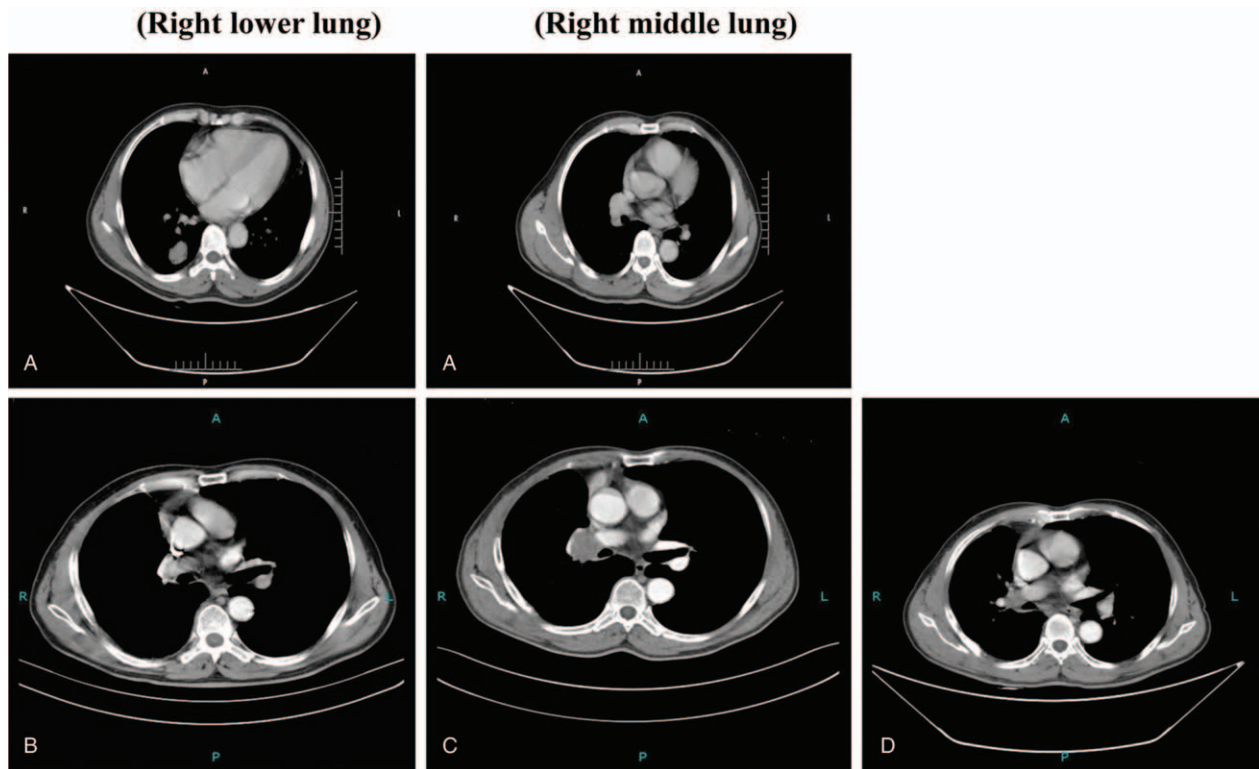 (Right lower lung) (Right middle lung)
A A
R L R L
A A
P P
A A A
R L R L R L
B P C P D P